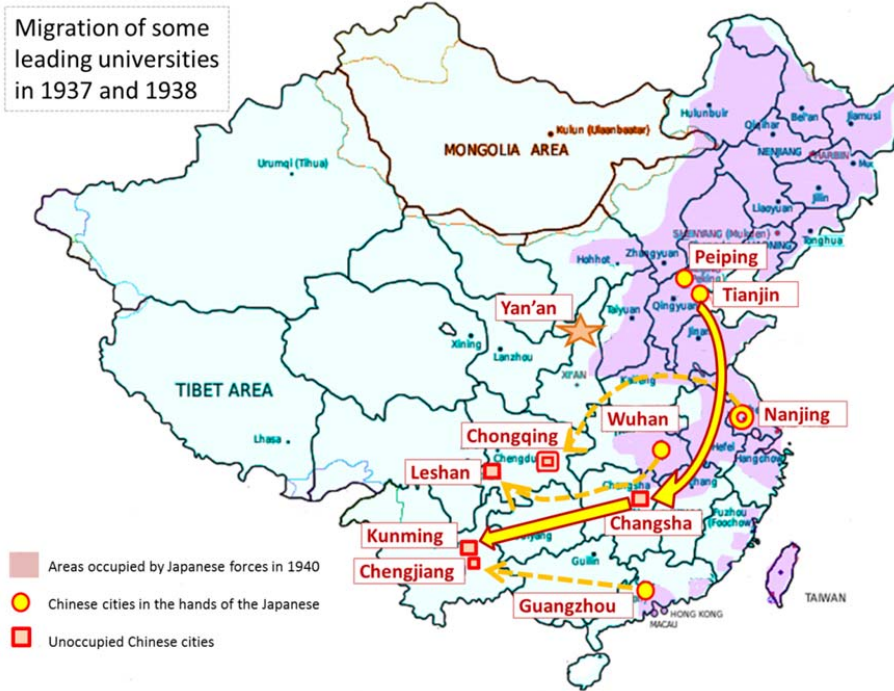 Migration of some
leading universities
in 1937 and 1938
Hulunbuir
Bei'an
Jiamusi
Qiqihar
Kulun (Ulaanbaatar)
MONGOLIA AREA
NENJIANG
HARBIN
Urumqi (Tihua)
Jilin
Liaoyuan
SHENYANG (Mukden)
Tonghua
Hohhot
Zhangyuan
Peiping
Tianjin
Yan'an
Taiyuan
Qingyuan
Jinan
Xining
Lanzhou
XI'AN
TIBET AREA
Wuhan
Nanjing
Chongqing
Chengdu
Hefei
Hangchow
Lhasa
Leshan
Changsha
Changsha
Fuzhou
(Foochow)
Kunming
Guilin
Chengjiang
Guangzhou
HONG KONG
MACAU
TAIWAN
Areas occupied by Japanese forces in 1940
Chinese cities in the hands of the Japanese
Unoccupied Chinese cities